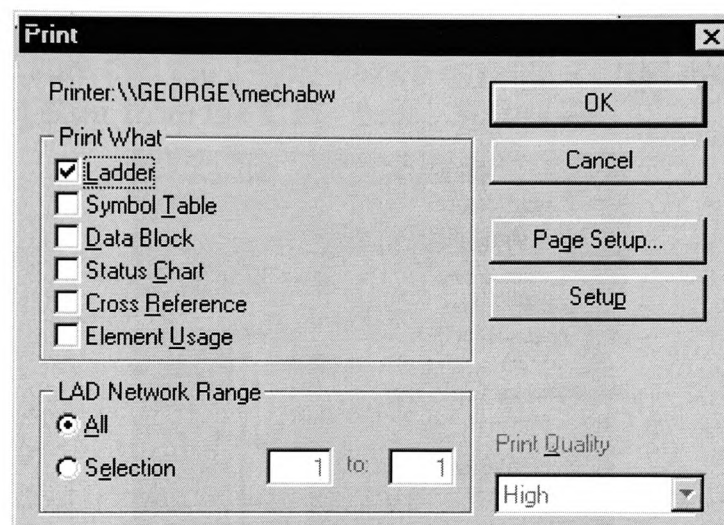 Print
Printer:\\GEORGE\mechabw
OK
Print What
Ladder
Cancel
Symbol Table
Data Block
Page Setup...
Status Chart
Setup
Cross Reference
Element Usage
LAD Network Range
All
Selection 1 to: 1
Print Quality
High